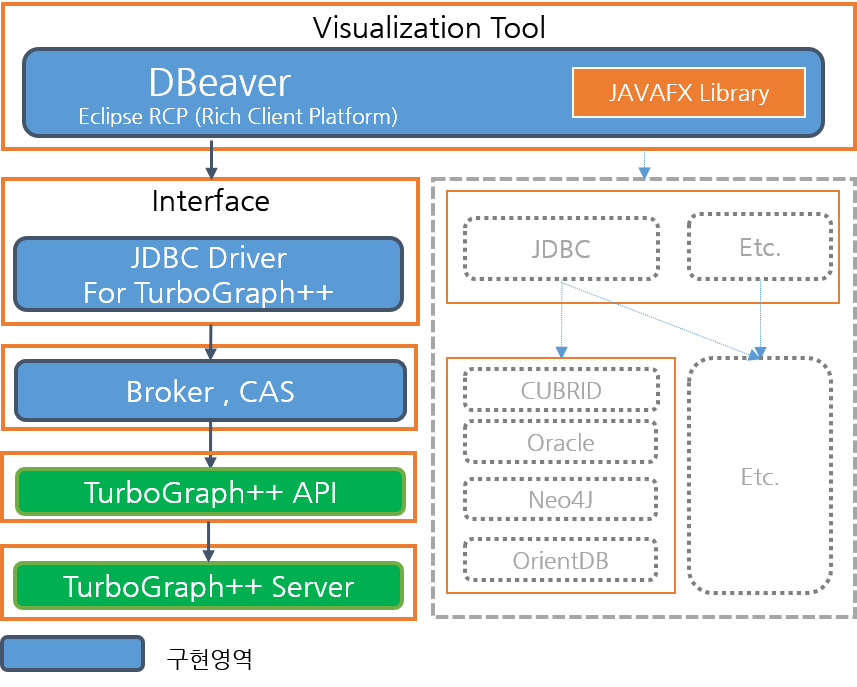 Visualization Tool
DBeaver
Eclipse RCP (Rich Client Platform)
JAVAFX Library
Interface
JDBC Driver
For TurboGraph++
Broker , CAS
TurboGraph++ API
TurboGraph++ Server
JDBC
Etc.
CUBRID
Oracle
Neo4J
OrientDB
Etc.
구현영역